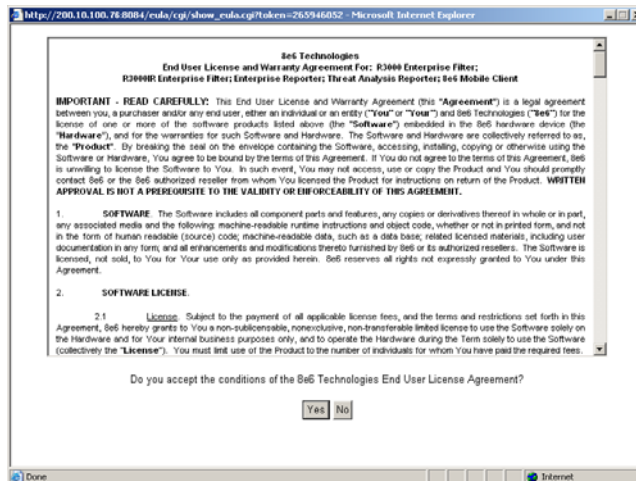 http://200.10.100.76:8084/eula/cgi/show_eula.cgi?token=265946052 - Microsoft Internet Explorer
8e6 Technologies
End User License and Warranty Agreement For: R3000 Enterprise Filter;
R3000IR Enterprise Filter; Enterprise Reporter; Threat Analysis Reporter; 8e6 Mobile Client
IMPORTANT - READ CAREFULLY: This End User License and Warranty Agreement (this "Agreement") is a legal agreement
between you, a purchaser and/or any end user, either an individual or an entity ("You" or "Your") and 8e6 Technologies ("8e6") for the
license of one or more of the software products listed above (the "Software") embedded in the 8e6 hardware device (the
"Hardware"), and for the warranties for such Software and Hardware. The Software and Hardware are collectively referred to as,
the "Product". By breaking the seal on the envelope containing the Software, accessing, installing, copying or otherwise using the
Software or Hardware, You agree to be bound by the terms of this Agreement. If You do not agree to the terms of this Agreement, 8e6
is unwilling to license the Software to You. In such event, You may not access, use or copy the Product and You should promptly
contact 8e6 or the 8e6 authorized reseller from whom You licensed the Product for instructions on return of the Product. WRITTEN
APPROVAL IS NOT A PREREQUISITE TO THE VALIDITY OR ENFORCEABILITY OF THIS AGREEMENT.
1. SOFTWARE. The Software includes all component parts and features, any copies or derivatives thereof in whole or in part,
any associated media and the following: machine-readable runtime instructions and object code, whether or not in printed form, and not
in the form of human readable (source) code; machine-readable data, such as a data base; related licensed materials, including user
documentation in any form; and all enhancements and modifications thereto furnished by 8e6 or its authorized resellers. The Software is
licensed, not sold, to You for Your use only as provided herein. 8e6 reserves all rights not expressly granted to You under this
Agreement.
2. SOFTWARE LICENSE.
2.1 License. Subject to the payment of all applicable license fees, and the terms and restrictions set forth in this
Agreement, 8e6 hereby grants to You a non-sublicensable, nonexclusive, non-transferable limited license to use the Software solely on
the Hardware and for Your internal business purposes only, and to operate the Hardware during the Term solely to use the Software
(collectively the "License"). You must limit use of the Product to the number of individuals for whom You have paid the required fees.
Do you accept the conditions of the 8e6 Technologies End User License Agreement?
Yes No
Done Internet